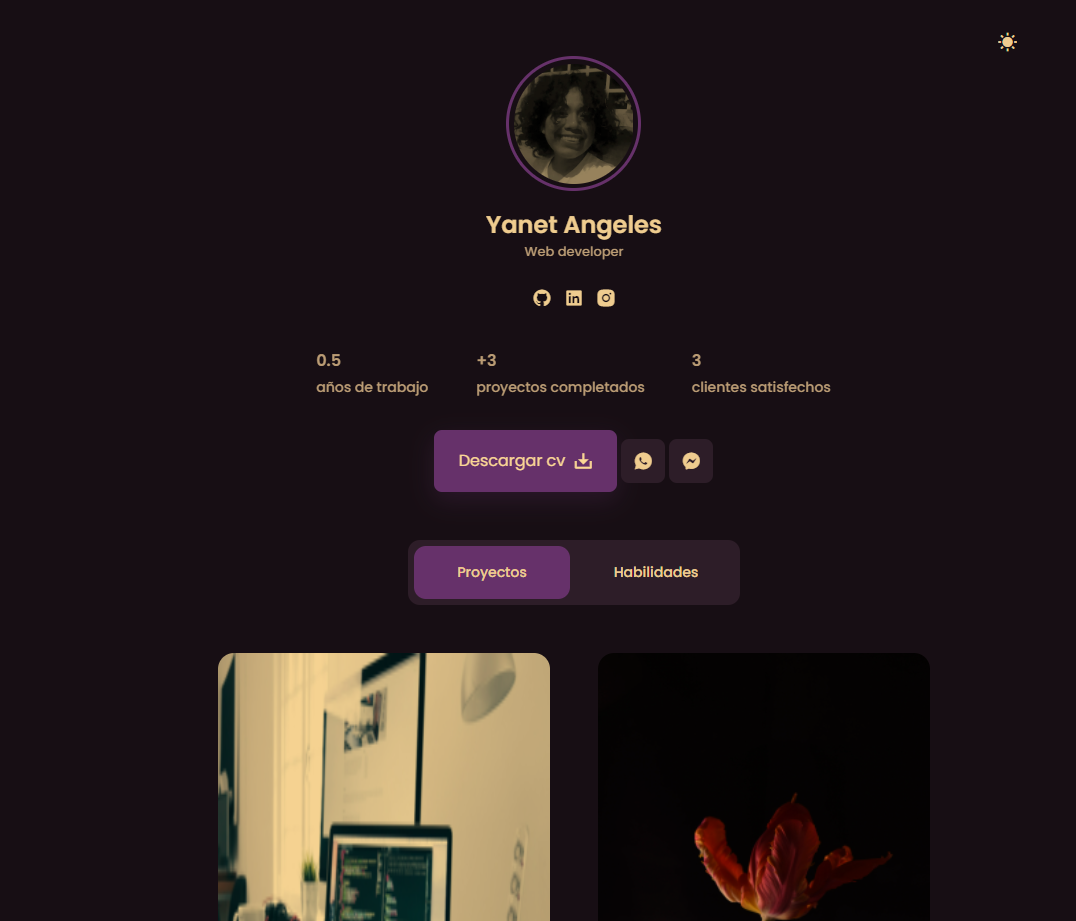 Yanet Angeles
Web developer
0.5
años de trabajo
+3
proyectos completados
3
clientes satisfechos
Descargar cv
Proyectos
Habilidades